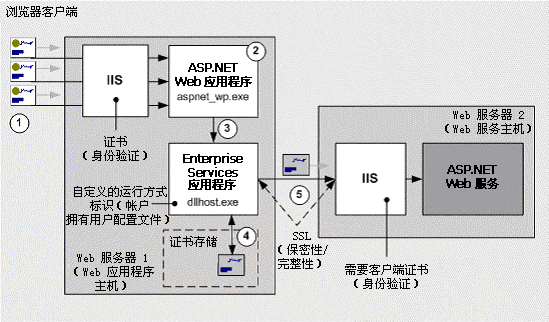 浏览器客户端
①
IIS
证书
(身份验证)
②
ASP.NET
Web 应用程序
aspnet_wp.exe
③
Enterprise
Services
应用程序
dllhost.exe
自定义的运行方式
标识(帐户
拥有用户配置文件)
④
证书存储
Web 服务器 1
(Web 应用程序
主机)
⑤
SSL
(保密性/
完整性)
Web 服务器 2
(Web 服务主机)
IIS
ASP.NET
Web 服务
需要客户端证书
(身份验证)